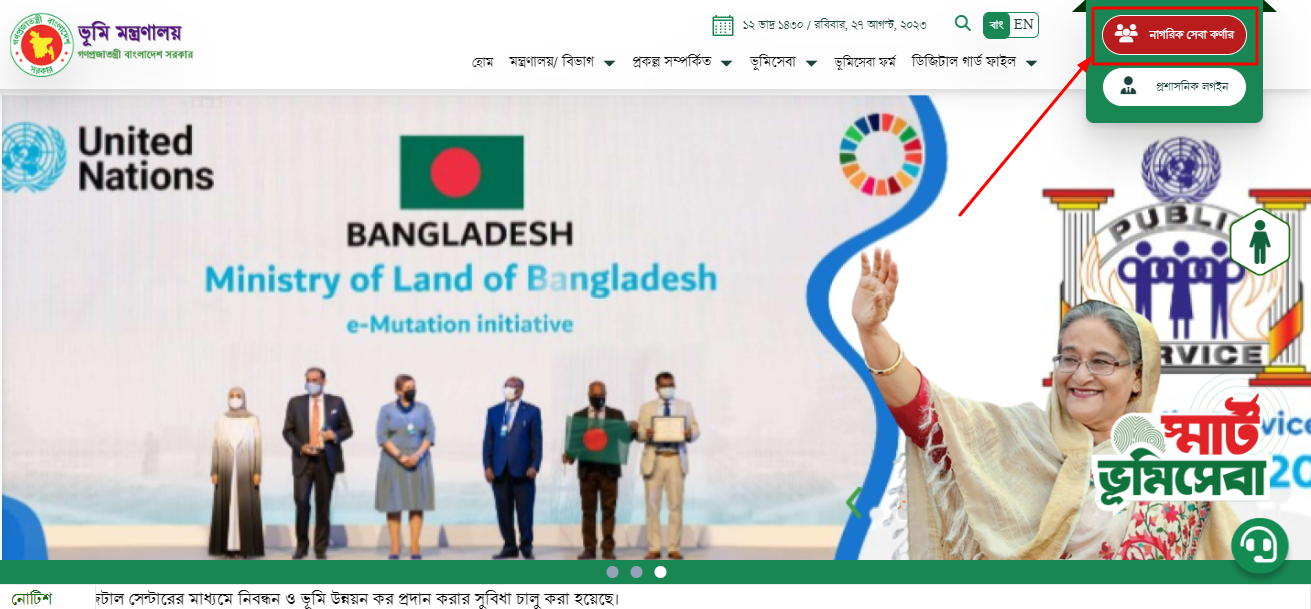 গণপ্রজাতন্ত্রী বাংলাদেশ
সরকার
ভূমি মন্ত্রণালয়
গণপ্রজাতন্ত্রী বাংলাদেশ সরকার
১২ ভাদ্র ১৪৩০ / রবিবার, ২৭ আগস্ট, ২০২৩
বাং EN
নাগরিক সেবা কর্ণার
প্রশাসনিক লগইন
হোম মন্ত্রণালয়/ বিভাগ প্রকল্প সম্পর্কিত ভূমিসেবা ভূমিসেবা ফর্ম ডিজিটাল গার্ড ফাইল
United
Nations
BANGLADESH
Ministry of Land of Bangladesh
e-Mutation initiative
PUBLI
RVICE
vice
20
স্মার্ট
ভূমিসেবা
নোটিশ
জিটাল সেন্টারের মাধ্যমে নিবন্ধন ও ভূমি উন্নয়ন কর প্রদান করার সুবিধা চালু করা হয়েছে।